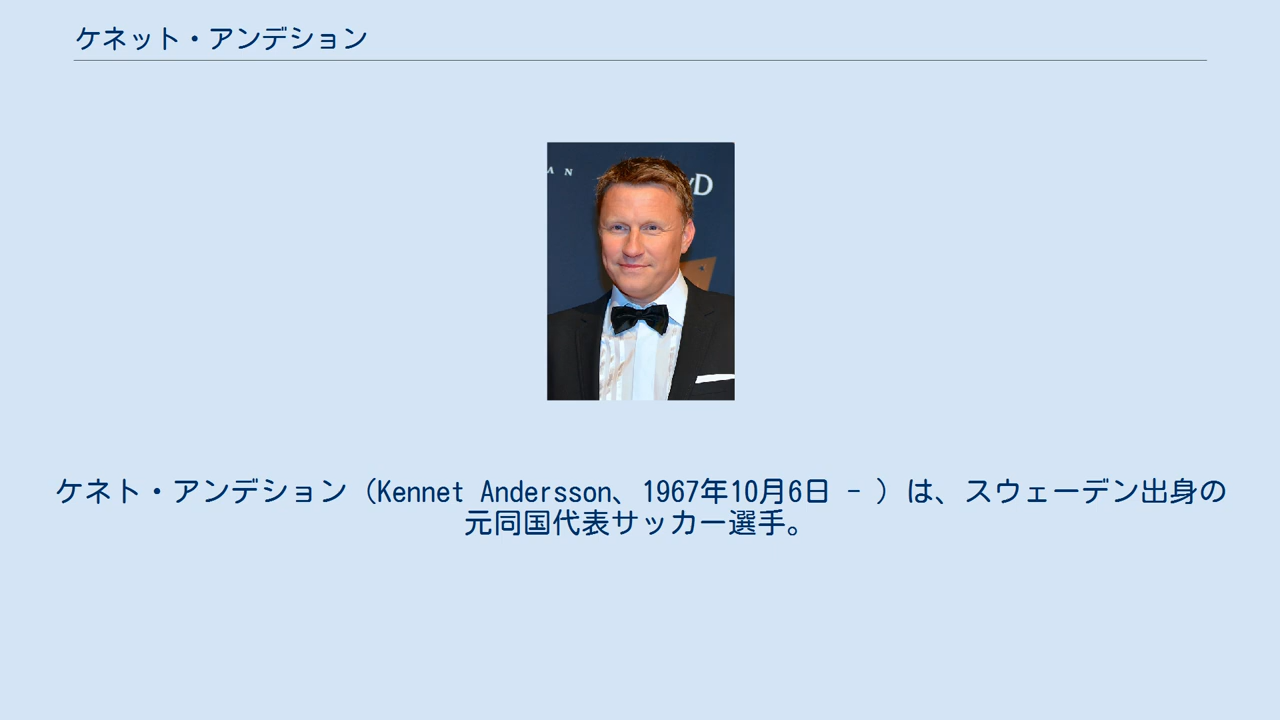 ケネット・アンデション
A N
vD
ケネト・アンデション（Kennet Andersson、1967年10月6日 - ）は、スウェーデン出身の
元同国代表サッカー選手。